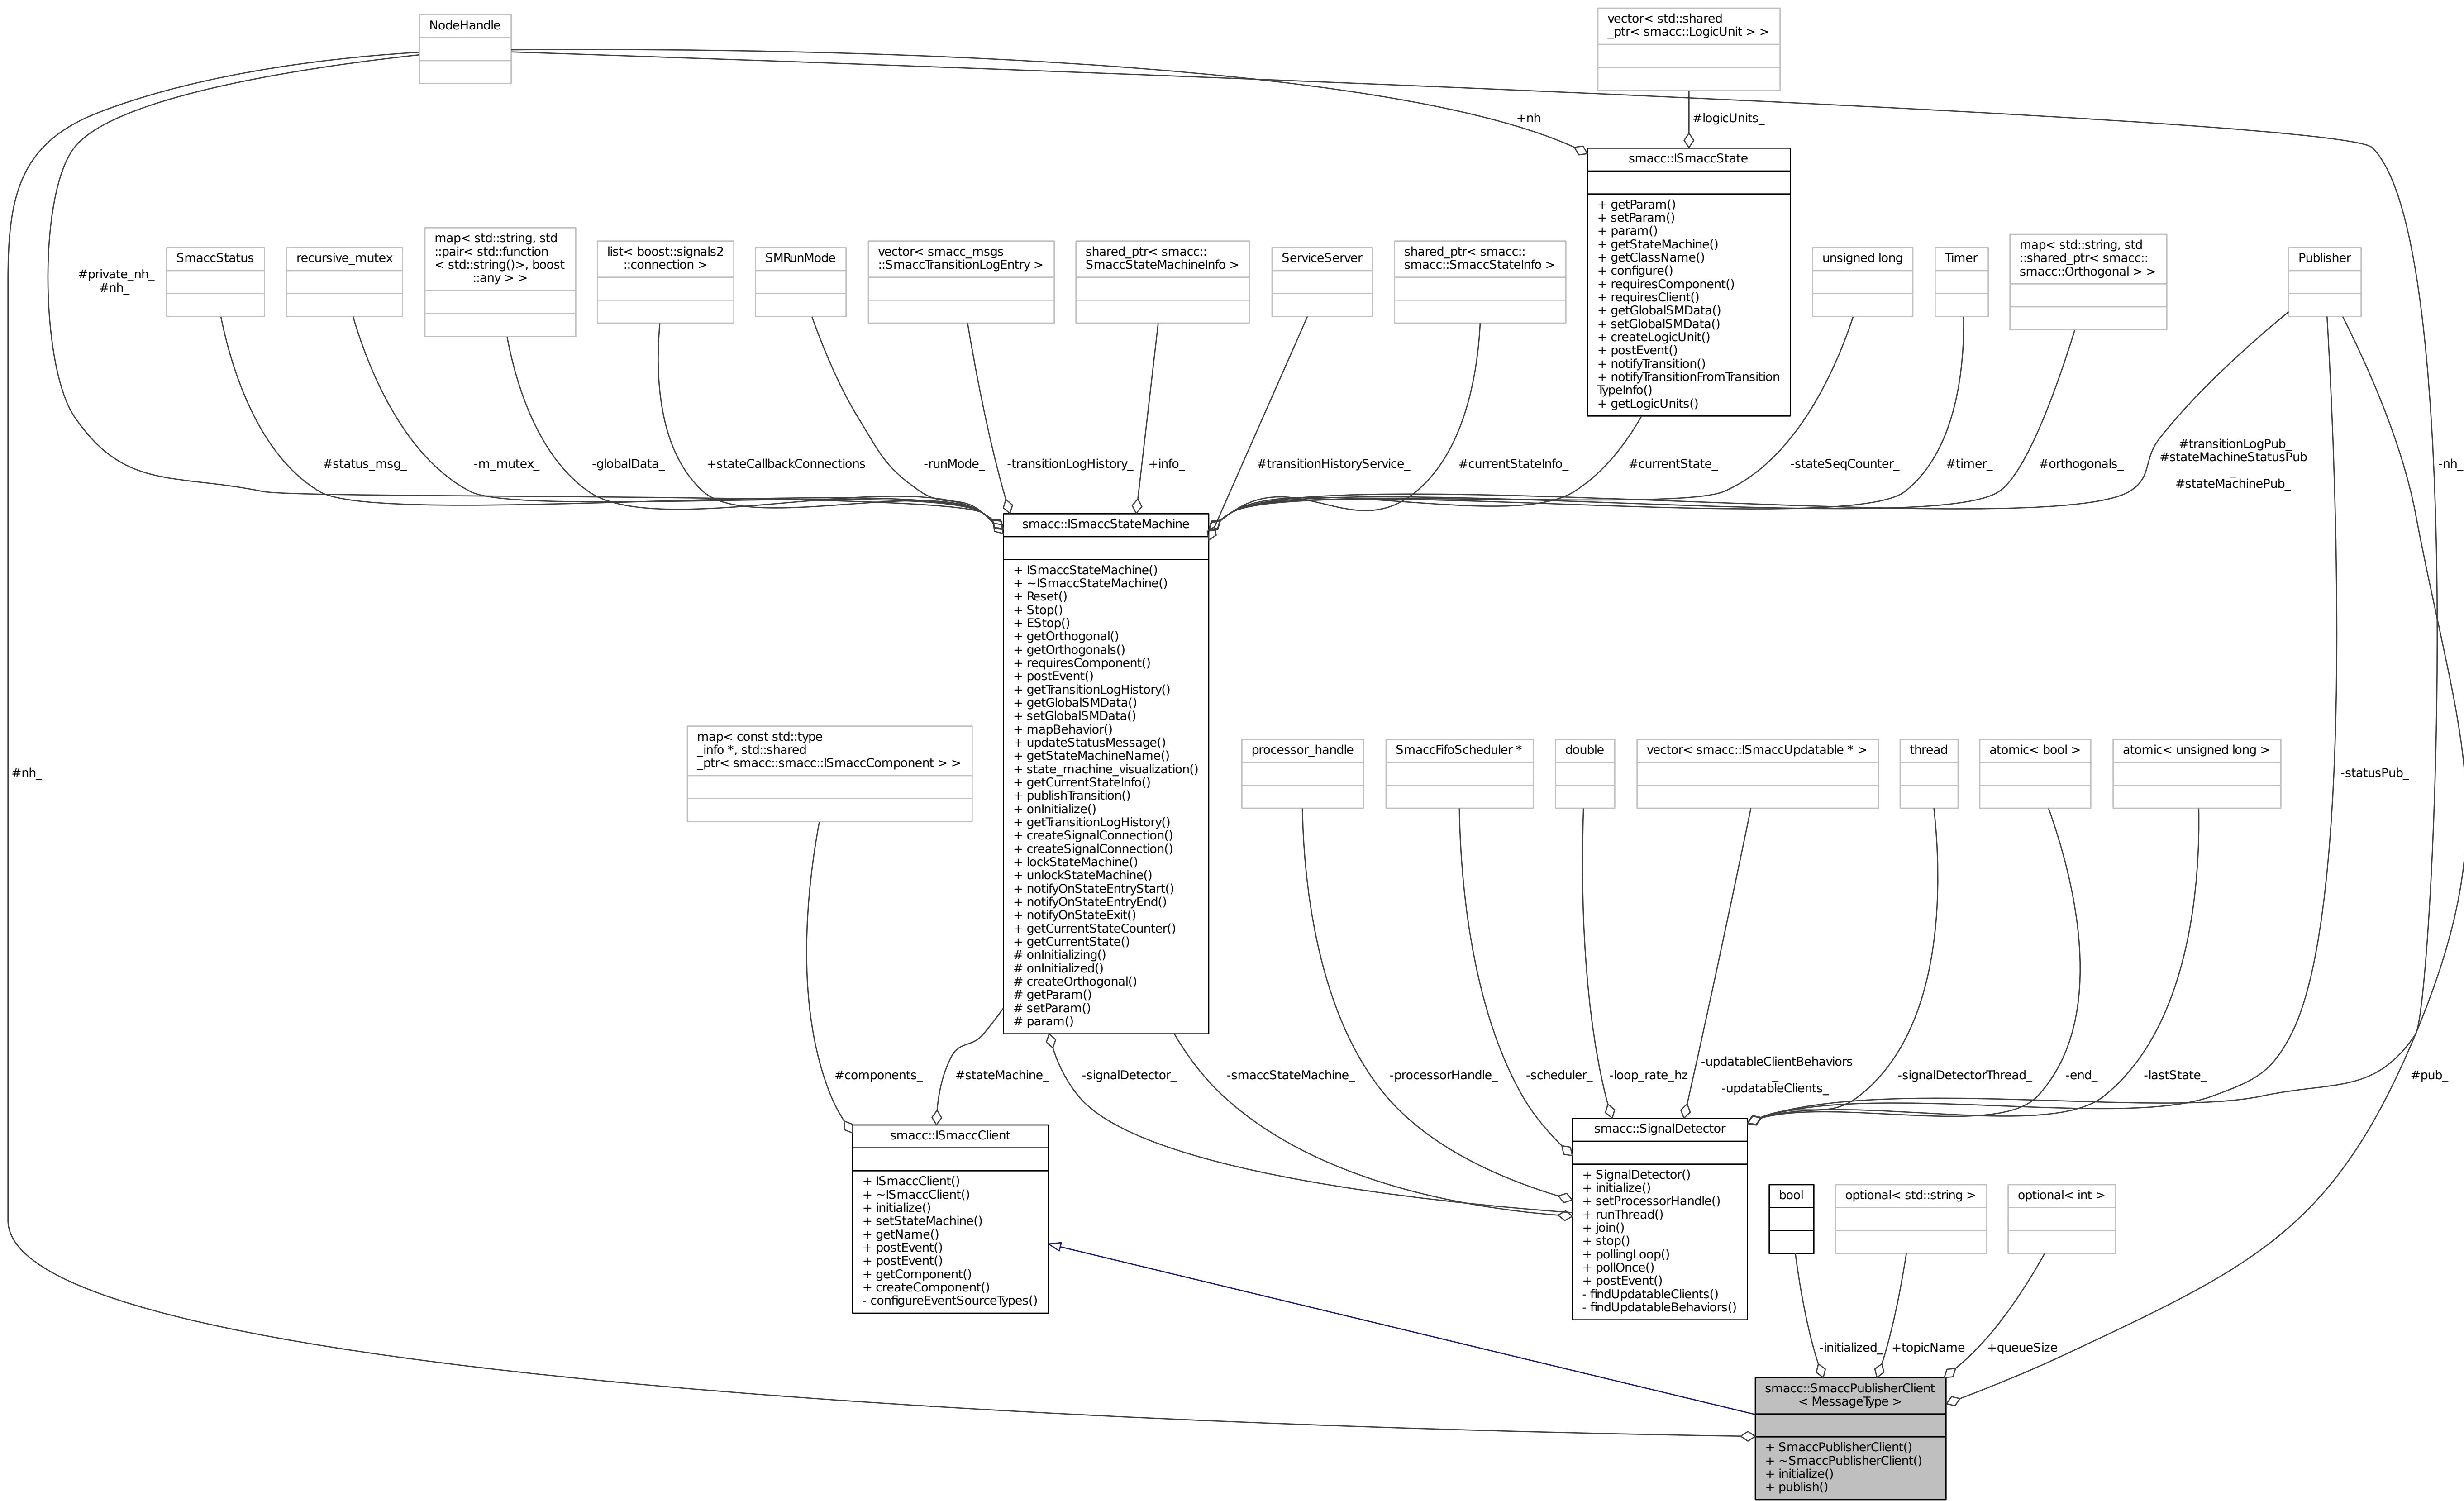 NodeHandle
vector< std::shared
_ptr< smacc::LogicUnit > >
+nh
#logicUnits_
smacc::ISmaccState
+ getParam()
+ setParam()
+ param()
+ getStateMachine()
+ getClassName()
+ configure()
+ requiresComponent()
+ requiresClient()
+ getGlobalSMData()
+ setGlobalSMData()
+ createLogicUnit()
+ postEvent()
+ notifyTransition()
+ notifyTransitionFromTransition
TypeInfo()
+ getLogicUnits()
#private_nh_
#nh_
SmaccStatus
recursive_mutex
map< std::string, std
::pair< std::function
< std::string()>, boost
::any > >
list< boost::signals2
::connection >
SMRunMode
vector< smacc_msgs
::SmaccTransitionLogEntry >
shared_ptr< smacc::
SmaccStateMachineInfo >
ServiceServer
shared_ptr< smacc::
smacc::SmaccStateInfo >
unsigned long
Timer
map< std::string, std
::shared_ptr< smacc::
smacc::Orthogonal > >
Publisher
#status_msg_
-m_mutex_
-globalData_
+stateCallbackConnections
-runMode_
-transitionLogHistory_
+info_
#transitionHistoryService_
#currentStateInfo_
#currentState_
-stateSeqCounter_
#timer_
#orthogonals_
#transitionLogPub_
#stateMachineStatusPub
_
#stateMachinePub_
-nh_
smacc::ISmaccStateMachine
+ ISmaccStateMachine()
+ ~ISmaccStateMachine()
+ Reset()
+ Stop()
+ EStop()
+ getOrthogonal()
+ getOrthogonals()
+ requiresComponent()
+ postEvent()
+ getTransitionLogHistory()
+ getGlobalSMData()
+ setGlobalSMData()
+ mapBehavior()
+ updateStatusMessage()
+ getStateMachineName()
+ state_machine_visualization()
+ getCurrentStateInfo()
+ publishTransition()
+ onInitialize()
+ getTransitionLogHistory()
+ createSignalConnection()
+ createSignalConnection()
+ lockStateMachine()
+ unlockStateMachine()
+ notifyOnStateEntryStart()
+ notifyOnStateEntryEnd()
+ notifyOnStateExit()
+ getCurrentStateCounter()
+ getCurrentState()
# onInitializing()
# onInitialized()
# createOrthogonal()
# getParam()
# setParam()
# param()
#nh_
map< const std::type
_info *, std::shared
_ptr< smacc::smacc::ISmaccComponent > >
processor_handle
SmaccFifoScheduler *
double
vector< smacc::ISmaccUpdatable * >
thread
atomic< bool >
atomic< unsigned long >
-statusPub_
#components_
#stateMachine_
-signalDetector_
-smaccStateMachine_
-processorHandle_
-scheduler_
-loop_rate_hz
-updatableClientBehaviors
_
-updatableClients_
-signalDetectorThread_
-end_
-lastState_
#pub_
smacc::ISmaccClient
+ ISmaccClient()
+ ~ISmaccClient()
+ initialize()
+ setStateMachine()
+ getName()
+ postEvent()
+ postEvent()
+ getComponent()
+ createComponent()
- configureEventSourceTypes()
smacc::SignalDetector
+ SignalDetector()
+ initialize()
+ setProcessorHandle()
+ runThread()
+ join()
+ stop()
+ pollingLoop()
+ pollOnce()
+ postEvent()
- findUpdatableClients()
- findUpdatableBehaviors()
bool
optional< std::string >
optional< int >
-initialized_
+topicName
+queueSize
smacc::SmaccPublisherClient
< MessageType >
+ SmaccPublisherClient()
+ ~SmaccPublisherClient()
+ initialize()
+ publish()